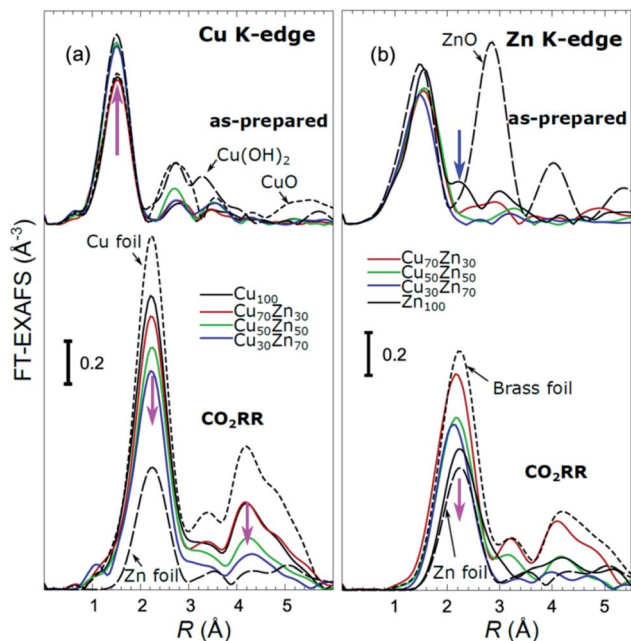 (a)
Cu K-edge
as-prepared
Cu(OH)₂
CuO
Cu foil
Cu₁₀₀
Cu₇₀Zn₃₀
Cu₅₀Zn₅₀
Cu₃₀Zn₇₀
0.2
CO₂RR
Zn foil
FT-EXAFS (Å⁻³)
1 2 3 4 5
R (Å)
(b)
Zn K-edge
ZnO
as-prepared
Cu₇₀Zn₃₀
Cu₅₀Zn₅₀
Cu₃₀Zn₇₀
Zn₁₀₀
0.2
Brass foil
CO₂RR
Zn foil
0 1 2 3 4 5
R (Å)